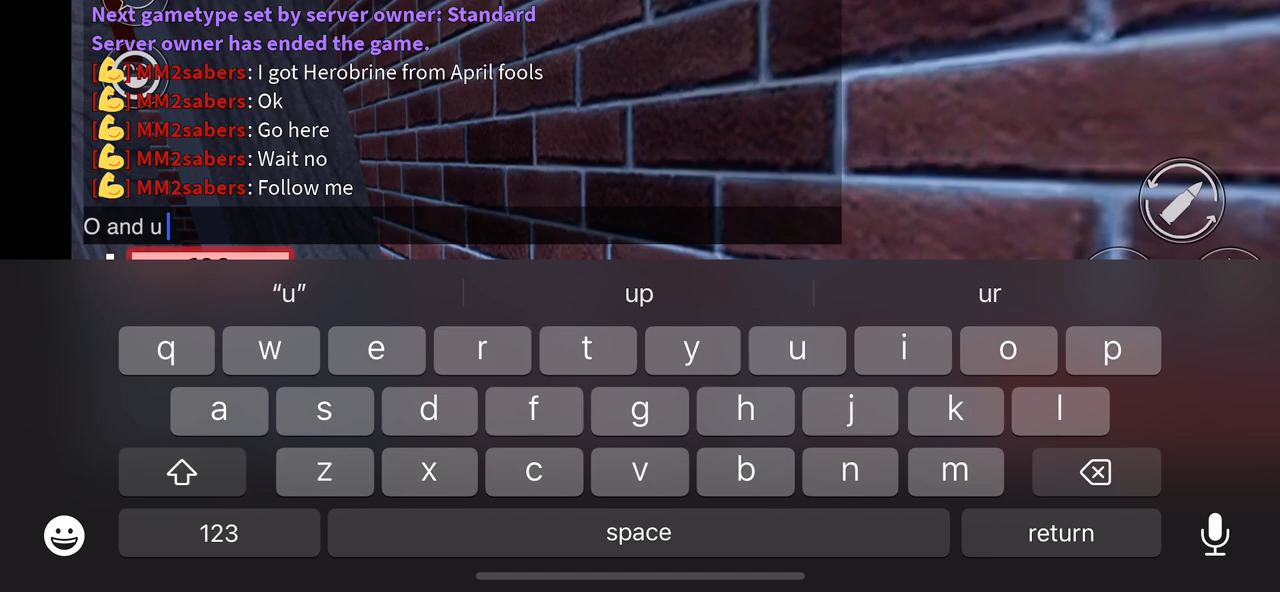 Next gametype set by server owner: Standard
Server owner has ended the game.
[💪] MM2sabers: I got Herobrine from April fools
[💪] MM2sabers: Ok
[💪] MM2sabers: Go here
[💪] MM2sabers: Wait no
[💪] MM2sabers: Follow me
O and u
“u” up ur
q w e r t y u i o p
a s d f g h j k l
z x c v b n m
123 space return